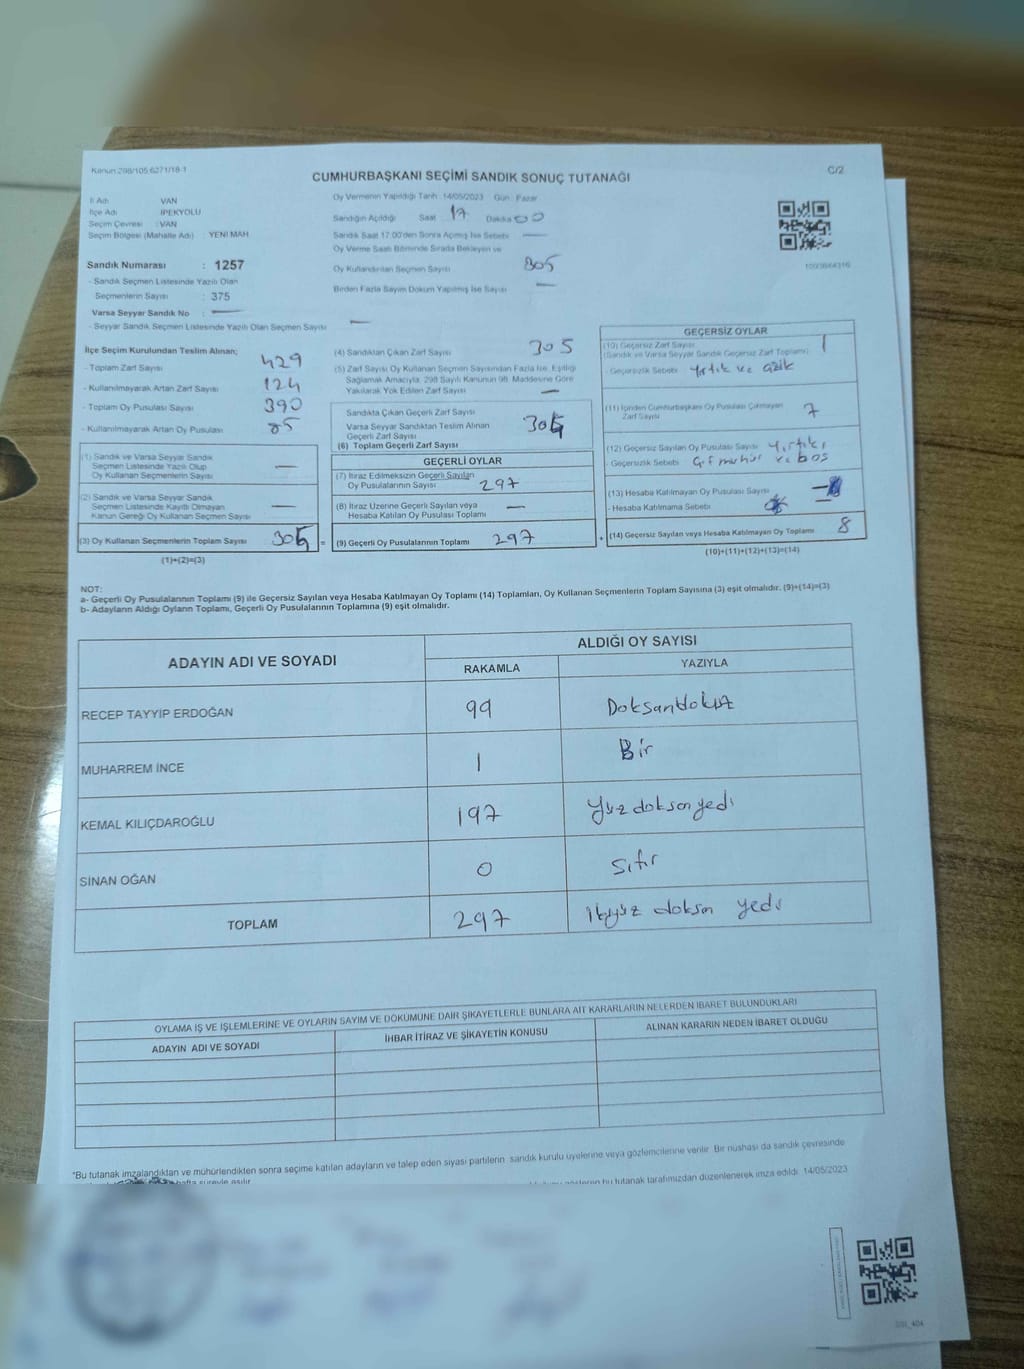 Kanun:298/105 6271/18-1
C/2
CUMHURBAŞKANI SEÇİMİ SANDIK SONUÇ TUTANAĞI
İl Adı : VAN
İlçe Adı : İPEKYOLU
Seçim Çevresi : VAN
Seçim Bölgesi (Mahalle Adı) : YENİ MAH.
Sandık Numarası : 1257
- Sandık Seçmen Listesinde Yazılı Olan
Seçmenlerin Sayısı : 375
Varsa Seyyar Sandık No : —
- Seyyar Sandık Seçmen Listesinde Yazılı Olan Seçmen Sayısı —
Oy Vermenin Yapıldığı Tarih : 14/05/2023 Gün : Pazar
Sandığın Açıldığı Saat 17 Dakika 00
Sandık Saat 17.00'den Sonra Açılmış İse Sebebi —
Oy Verme Saati Bitiminde Sırada Bekleyen ve
Oy Kullandırılan Seçmen Sayısı 305
Birden Fazla Sayım Döküm Yapılmış İse Sayısı —
İlçe Seçim Kurulundan Teslim Alınan;
- Toplam Zarf Sayısı 429
- Kullanılmayarak Artan Zarf Sayısı 124
- Toplam Oy Pusulası Sayısı 390
- Kullanılmayarak Artan Oy Pusulası 85
(1) Sandık ve Varsa Seyyar Sandık
Seçmen Listesinde Yazılı Olup
Oy Kullanan Seçmenlerin Sayısı —
(2) Sandık ve Varsa Seyyar Sandık
Seçmen Listesinde Kayıtlı Olmayan
Kanun Gereği Oy Kullanan Seçmen Sayısı —
(3) Oy Kullanan Seçmenlerin Toplam Sayısı 305 =
(1)+(2)=(3)
(4) Sandıktan Çıkan Zarf Sayısı 305
(5) Zarf Sayısı Oy Kullanan Seçmen Sayısından Fazla İse, Eşitliği
Sağlamak Amacıyla, 298 Sayılı Kanunun 98. Maddesine Göre
Yakılarak Yok Edilen Zarf Sayısı —
Sandıkta Çıkan Geçerli Zarf Sayısı
Varsa Seyyar Sandıktan Teslim Alınan
Geçerli Zarf Sayısı
(6) Toplam Geçerli Zarf Sayısı 305
GEÇERLİ OYLAR
(7) İtiraz Edilmeksizin Geçerli Sayılan
Oy Pusulalarının Sayısı 297
(8) İtiraz Üzerine Geçerli Sayılan veya
Hesaba Katılan Oy Pusulası Toplamı —
(9) Geçerli Oy Pusulalarının Toplamı 297 +
GEÇERSİZ OYLAR
(10) Geçersiz Zarf Sayısı
(Sandık ve Varsa Seyyar Sandık Geçersiz Zarf Toplamı) 1
- Geçersizlik Sebebi Yırtık ve
(11) İçinden Cumhurbaşkanı Oy Pusulası Çıkmayan
Zarf Sayısı 7
(12) Geçersiz Sayılan Oy Pusulası Sayısı
- Geçersizlik Sebebi ve boş
(13) Hesaba Katılmayan Oy Pusulası Sayısı —
- Hesaba Katılmama Sebebi
(14) Geçersiz Sayılan veya Hesaba Katılmayan Oy Toplamı 8
(10)+(11)+(12)+(13)=(14)
NOT:
a- Geçerli Oy Pusulalarının Toplamı (9) ile Geçersiz Sayılan veya Hesaba Katılmayan Oy Toplamı (14) Toplamları, Oy Kullanan Seçmenlerin Toplam Sayısına (3) eşit olmalıdır. (9)+(14)=(3)
b- Adayların Aldığı Oyların Toplamı, Geçerli Oy Pusulalarının Toplamına (9) eşit olmalıdır.
ADAYIN ADI VE SOYADI ALDIĞI OY SAYISI
RAKAMLA YAZIYLA
RECEP TAYYİP ERDOĞAN 99 Doksandokuz
MUHARREM İNCE 1 Bir
KEMAL KILIÇDAROĞLU 197 Yüzdoksanyedi
SİNAN OĞAN 0 Sıfır
TOPLAM 297 İkiyüz doksan yedi
OYLAMA İŞ VE İŞLEMLERİNE VE OYLARIN SAYIM VE DÖKÜMÜNE DAİR ŞİKAYETLERLE BUNLARA AİT KARARLARIN NELERDEN İBARET BULUNDUKLARI
ADAYIN ADI VE SOYADI İHBAR İTİRAZ VE ŞİKAYETİN KONUSU ALINAN KARARIN NEDEN İBARET OLDUĞU
*Bu tutanak imzalandıktan ve mühürlendikten sonra seçime katılan adayların ve talep eden siyasi partilerin sandık kurulu üyelerine veya gözlemcilerine verilir. Bir nüshası da sandık çevresinde
hafta süreyle asılır.
bu tutanak tarafımızdan düzenlenerek imza edildi. 14/05/2023